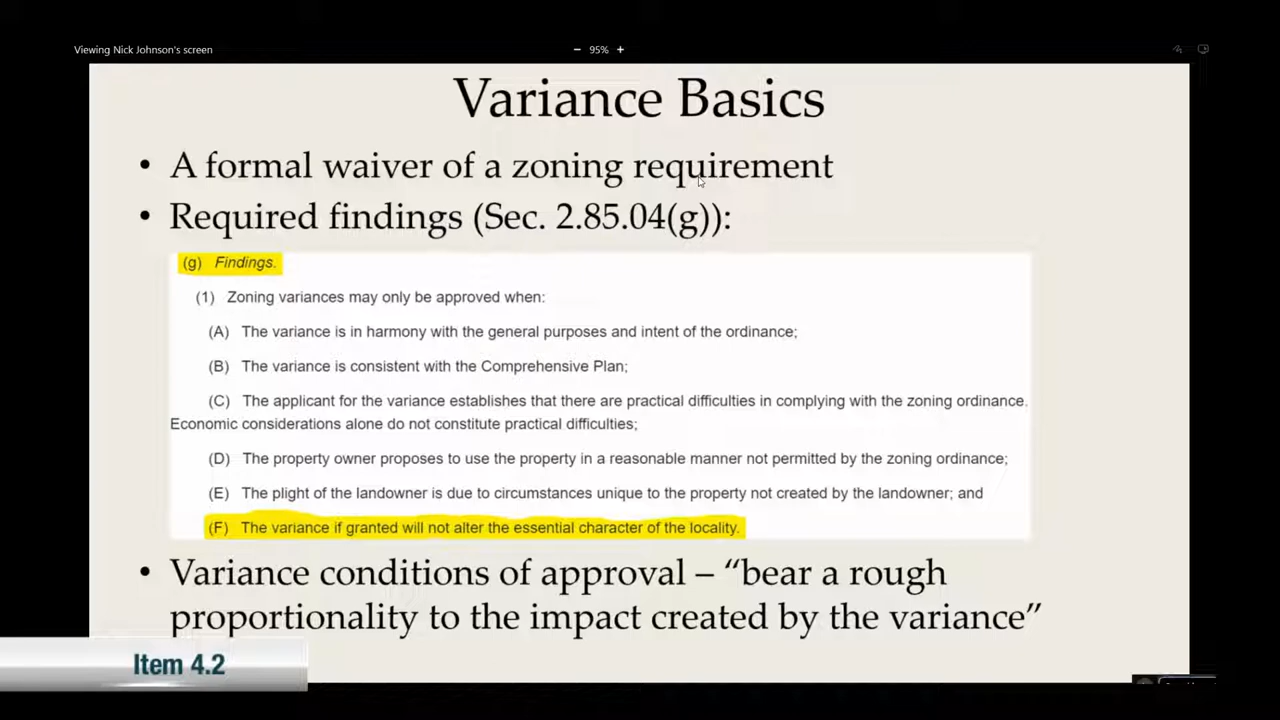 Viewing Nick Johnson's screen
− 95% +
Variance Basics
• A formal waiver of a zoning requirement
• Required findings (Sec. 2.85.04(g)):
(g) Findings.
(1) Zoning variances may only be approved when:
(A) The variance is in harmony with the general purposes and intent of the ordinance;
(B) The variance is consistent with the Comprehensive Plan;
(C) The applicant for the variance establishes that there are practical difficulties in complying with the zoning ordinance.
Economic considerations alone do not constitute practical difficulties;
(D) The property owner proposes to use the property in a reasonable manner not permitted by the zoning ordinance;
(E) The plight of the landowner is due to circumstances unique to the property not created by the landowner; and
(F) The variance if granted will not alter the essential character of the locality.
• Variance conditions of approval – “bear a rough
proportionality to the impact created by the variance”
Item 4.2